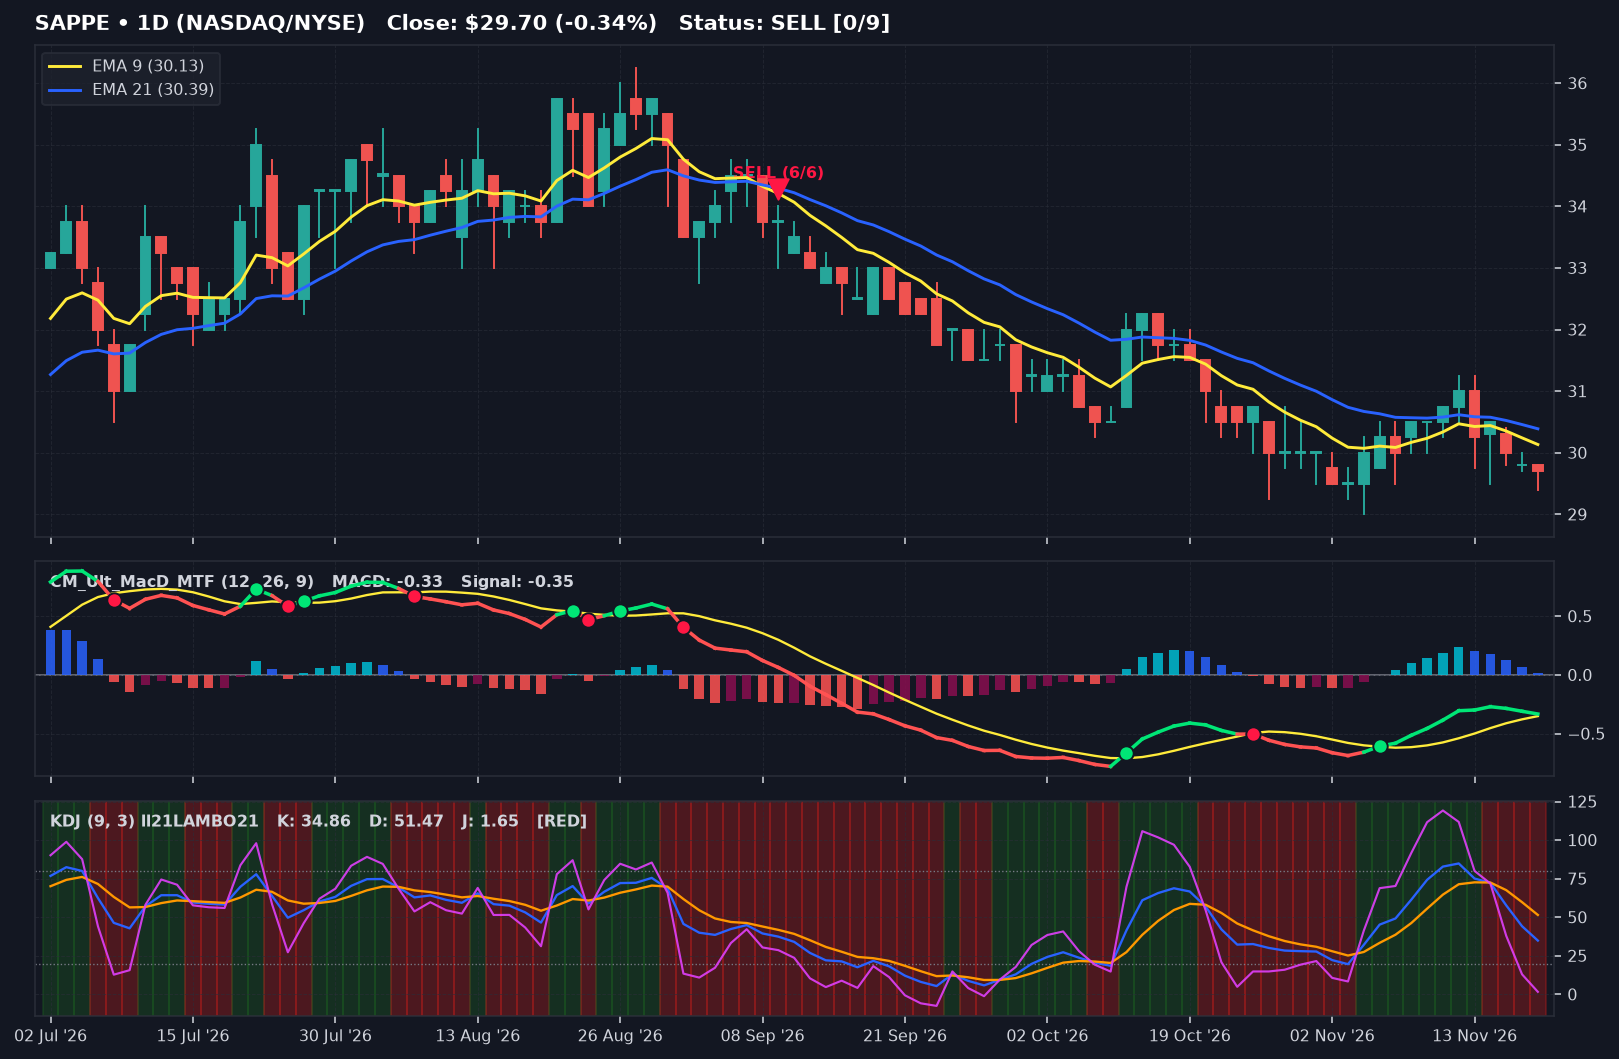 SAPPE • 1D (NASDAQ/NYSE)   Close: $29.70 (-0.34%)   Status: SELL [0/9]
EMA 9 (30.13)
EMA 21 (30.39)
SELL (6/6)
36
35
34
33
32
31
30
29
CM_Ult_MacD_MTF (12, 26, 9)   MACD: -0.33   Signal: -0.35
0.5
0.0
−0.5
KDJ (9, 3) II21LAMBO21   K: 34.86   D: 51.47   J: 1.65   [RED]
125
100
75
50
25
0
02 Jul '26
15 Jul '26
30 Jul '26
13 Aug '26
26 Aug '26
08 Sep '26
21 Sep '26
02 Oct '26
19 Oct '26
02 Nov '26
13 Nov '26